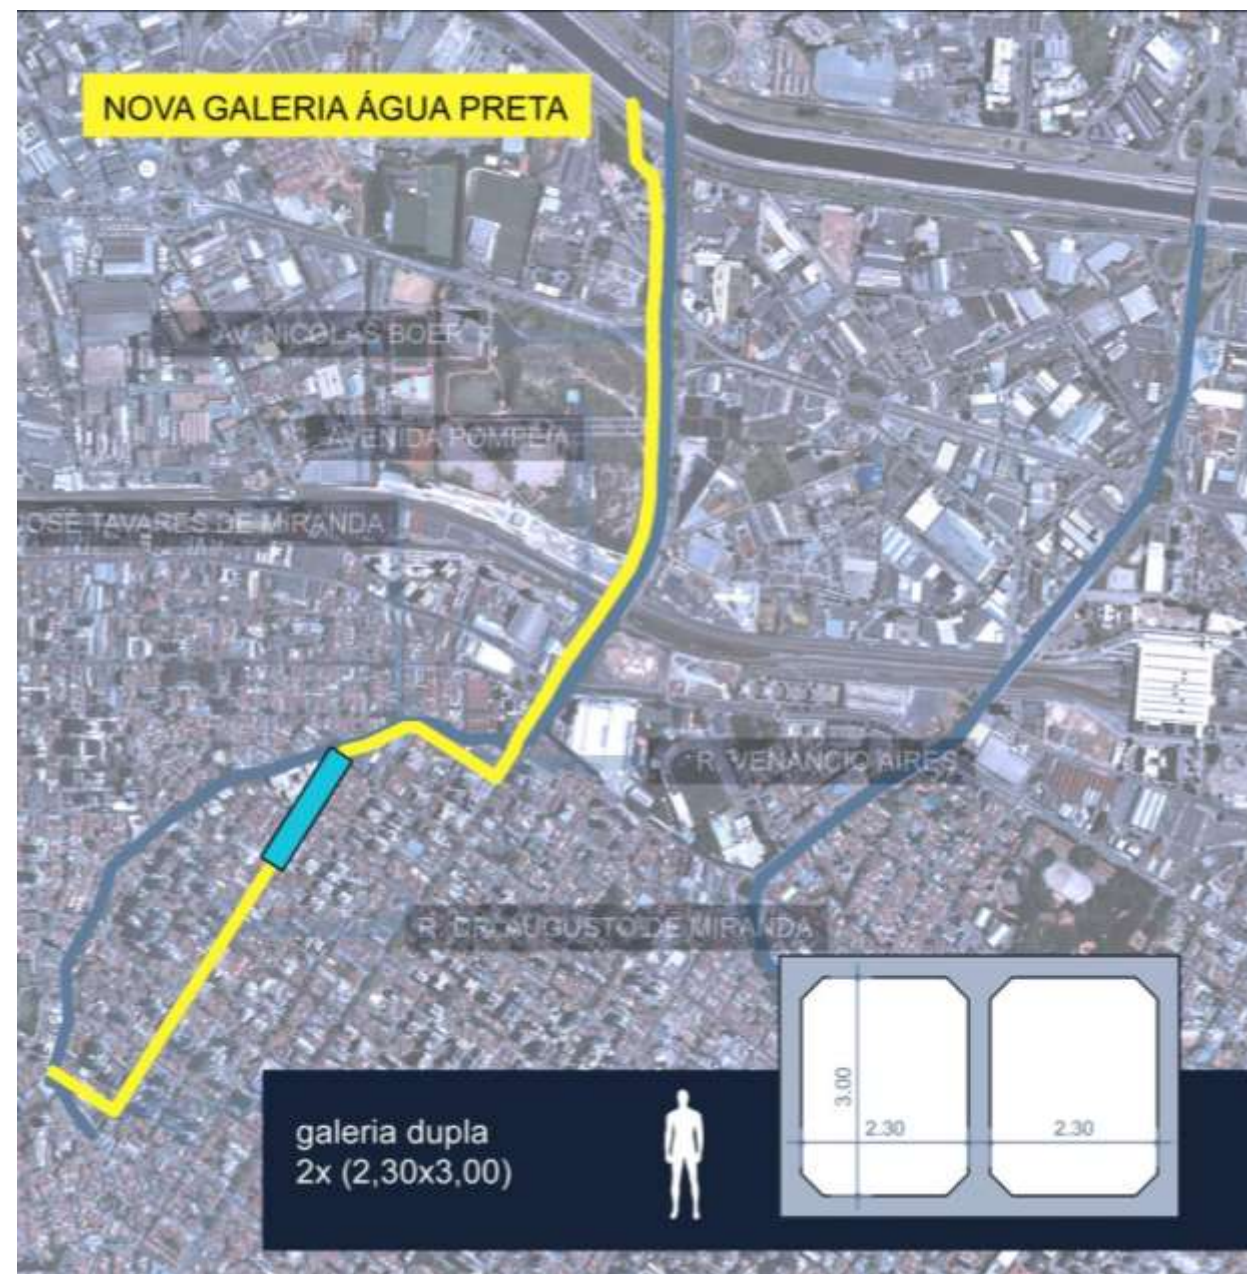 NOVA GALERIA ÁGUA PRETA
AV. NICOLAS BOER
AVENIDA POMPÉIA
JOSÉ TAVARES DE MIRANDA
R. VENANCIO AIRES
R. DR. AUGUSTO DE MIRANDA
3.00
2.30
2.30
galeria dupla
2x (2,30x3,00)